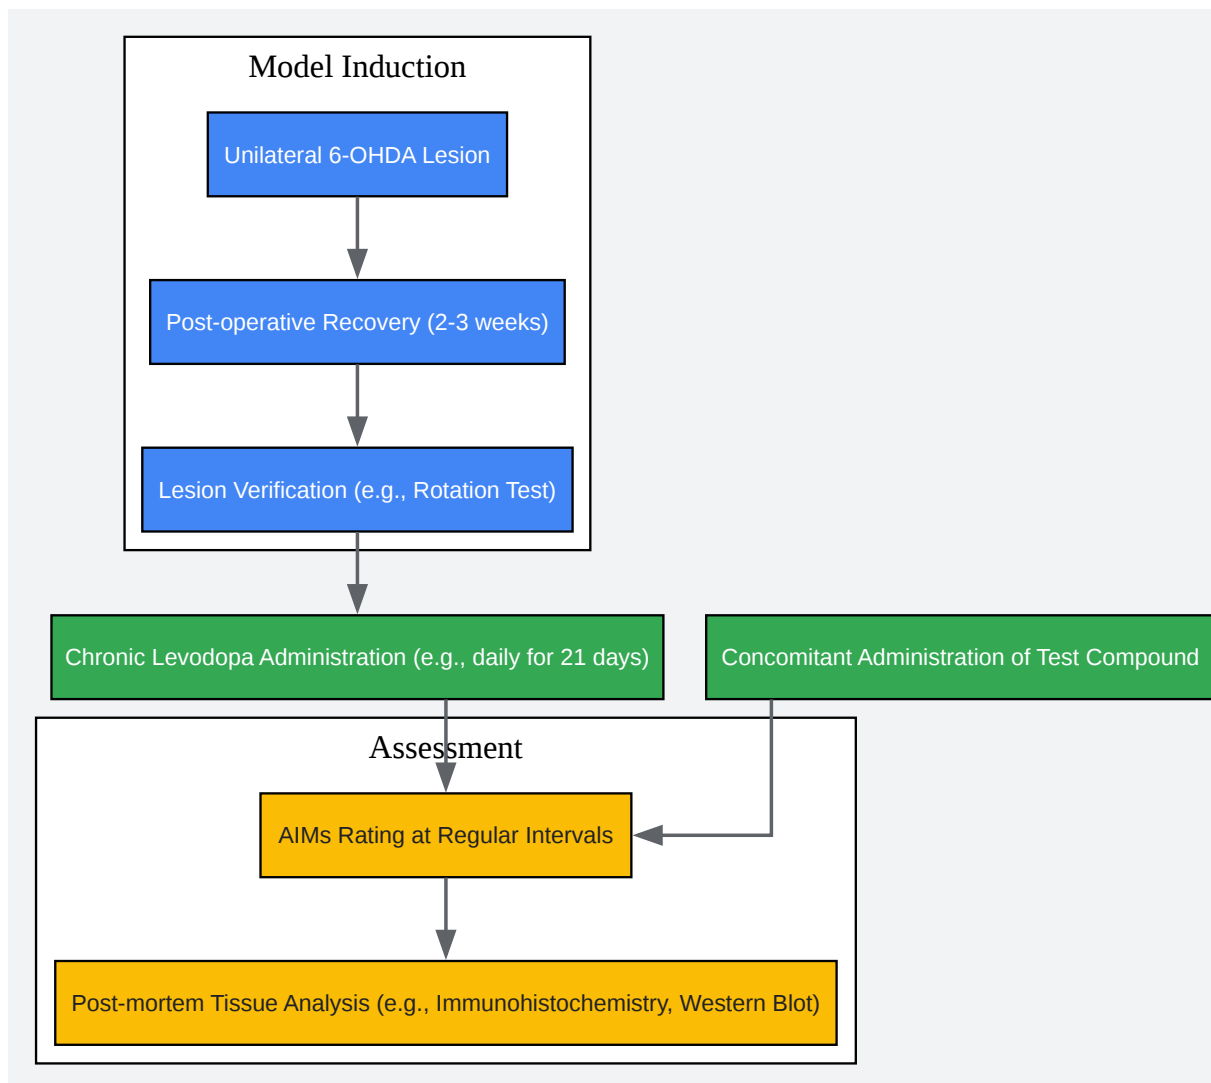 Model Induction
Unilateral 6-OHDA Lesion
Post-operative Recovery (2-3 weeks)
Lesion Verification (e.g., Rotation Test)
Chronic Levodopa Administration (e.g., daily for 21 days)
Concomitant Administration of Test Compound
Assessment
AIMs Rating at Regular Intervals
Post-mortem Tissue Analysis (e.g., Immunohistochemistry, Western Blot)